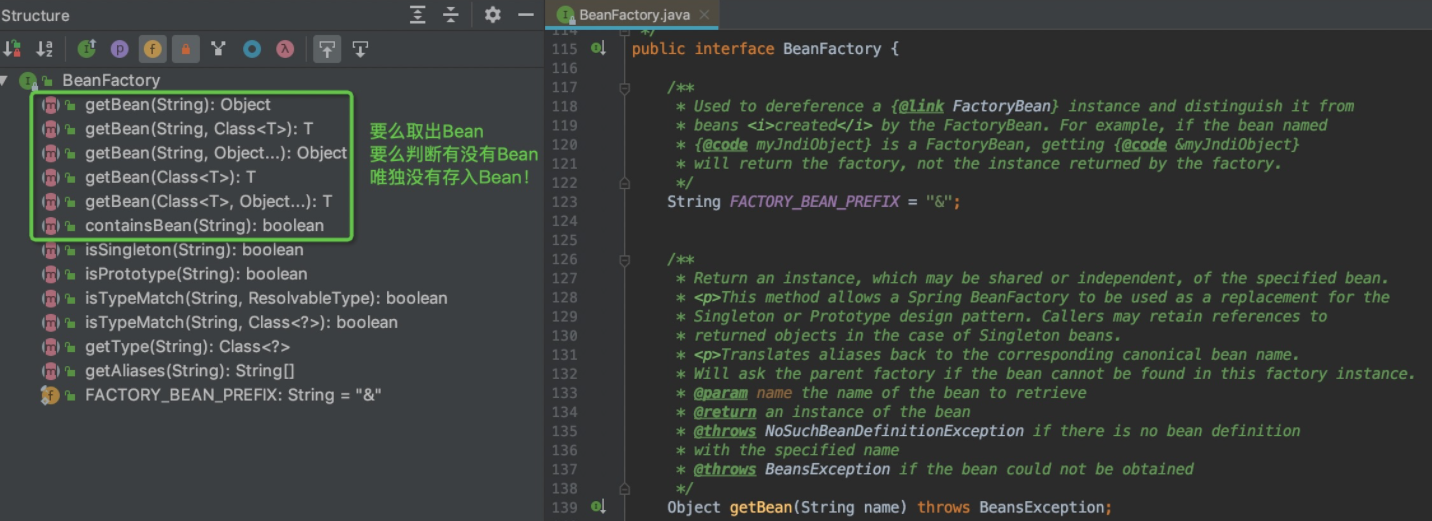 Structure
BeanFactory
getBean(String): Object
getBean(String, Class<T>): T
getBean(String, Object...): Object
getBean(Class<T>): T
getBean(Class<T>, Object...): T
containsBean(String): boolean
isSingleton(String): boolean
isPrototype(String): boolean
isTypeMatch(String, ResolvableType): boolean
isTypeMatch(String, Class<?>): boolean
getType(String): Class<?>
getAliases(String): String[]
FACTORY_BEAN_PREFIX: String = "&"
要么取出Bean
要么判断有没有Bean
唯独没有存入Bean!
BeanFactory.java
114 */
115 public interface BeanFactory {
116
117 /**
118 * Used to dereference a {@link FactoryBean} instance and distinguish it from
119 * beans <i>created</i> by the FactoryBean. For example, if the bean named
120 * {@code myJndiObject} is a FactoryBean, getting {@code &myJndiObject}
121 * will return the factory, not the instance returned by the factory.
122 */
123 String FACTORY_BEAN_PREFIX = "&";
124
125
126 /**
127 * Return an instance, which may be shared or independent, of the specified bean.
128 * <p>This method allows a Spring BeanFactory to be used as a replacement for the
129 * Singleton or Prototype design pattern. Callers may retain references to
130 * returned objects in the case of Singleton beans.
131 * <p>Translates aliases back to the corresponding canonical bean name.
132 * Will ask the parent factory if the bean cannot be found in this factory instance.
133 * @param name the name of the bean to retrieve
134 * @return an instance of the bean
135 * @throws NoSuchBeanDefinitionException if there is no bean definition
136 * with the specified name
137 * @throws BeansException if the bean could not be obtained
138 */
139 Object getBean(String name) throws BeansException;